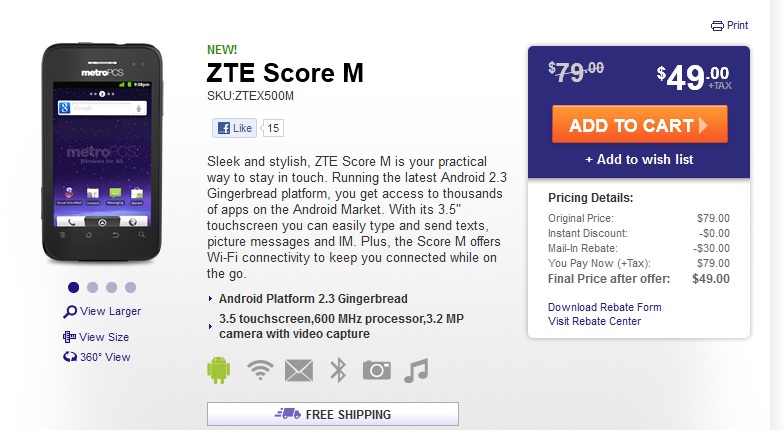 Print
NEW!
ZTE Score M
SKU:ZTEX500M
Like 15
Sleek and stylish, ZTE Score M is your practical
way to stay in touch. Running the latest Android 2.3
Gingerbread platform, you get access to thousands
of apps on the Android Market. With its 3.5"
touchscreen you can easily type and send texts,
picture messages and IM. Plus, the Score M offers
Wi-Fi connectivity to keep you connected while on
the go.
Android Platform 2.3 Gingerbread
3.5 touchscreen,600 MHz processor,3.2 MP
camera with video capture
FREE SHIPPING
metroPCS
9:08pm
Google
metroPCS
Wireless for All.
Visual Voicemail Contacts Messaging Market
View Larger
View Size
360° View
$79.00
$49.00
+TAX
ADD TO CART
+ Add to wish list
Pricing Details:
Original Price: $79.00
Instant Discount: -$0.00
Mail-In Rebate: -$30.00
You Pay Now (+Tax): $79.00
Final Price after offer: $49.00
Download Rebate Form
Visit Rebate Center